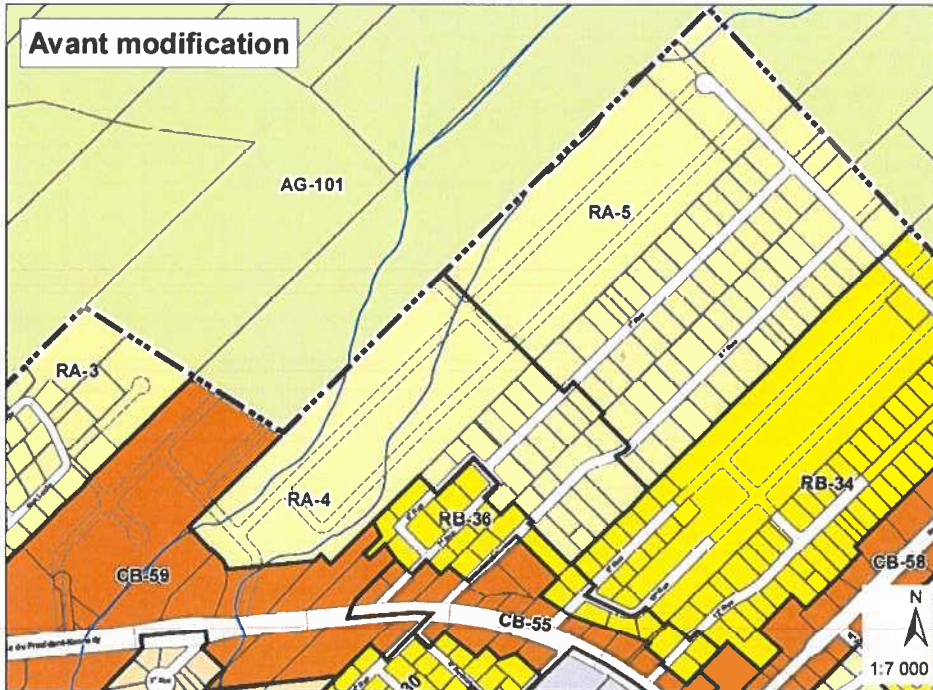 Avant modification
AG-101
RA-5
RA-3
RA-4
RB-36
RB-34
CB-59
CB-58
CB-55
30
N
1:7 000